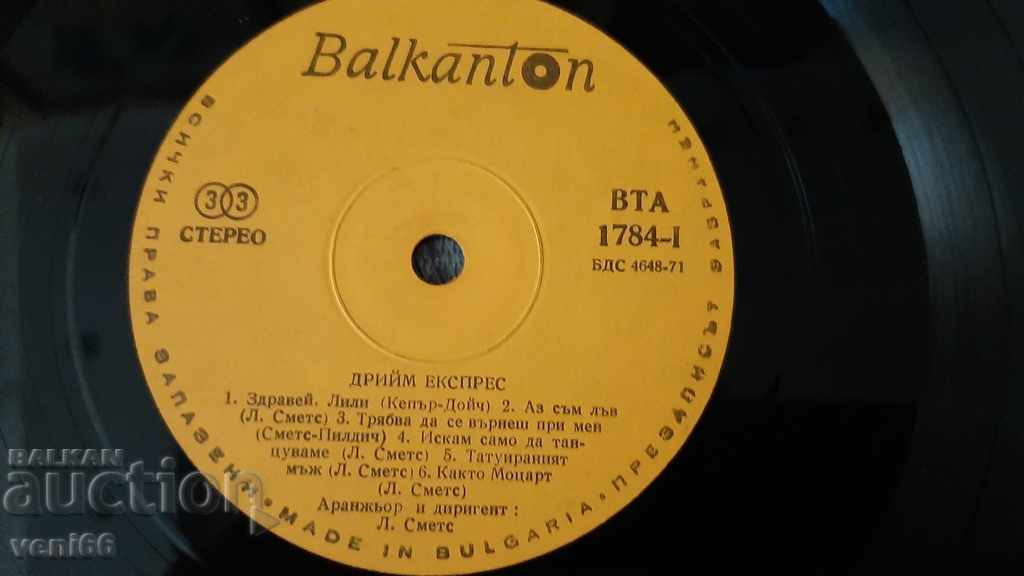 Balkanton
33
СТЕРЕО
ВТА
1784-I
БДС 4648-71
ДРИЙМ ЕКСПРЕС
1. Здравей, Лили (Кепър-Дойч) 2. Аз съм лъв
(Л. Сметс) 3. Трябва да се върнеш при мен
(Сметс-Пилдич) 4. Искам само да тан-
цуваме (Л. Сметс) 5. Татуираният
мъж (Л. Сметс) 6. Както Моцарт
(Л. Сметс)
Аранжьор и диригент:
Л. Сметс
ВСИЧКИ ПРАВА ЗАПАЗЕНИ • MADE IN BULGARIA • ПРЕЗАПИСЪТ ЗАБРАНЕН
BALKAN
auction
veni66